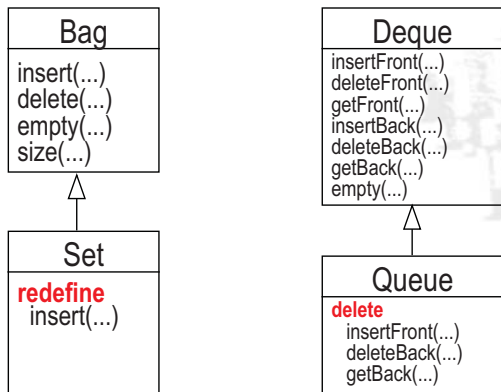 Bag
insert(...)
delete(...)
empty(...)
size(...)
Set
redefine
insert(...)
Deque
insertFront(...)
deleteFront(...)
getFront(...)
insertBack(...)
deleteBack(...)
getBack(...)
empty(...)
Queue
delete
insertFront(...)
deleteBack(...)
getBack(...)